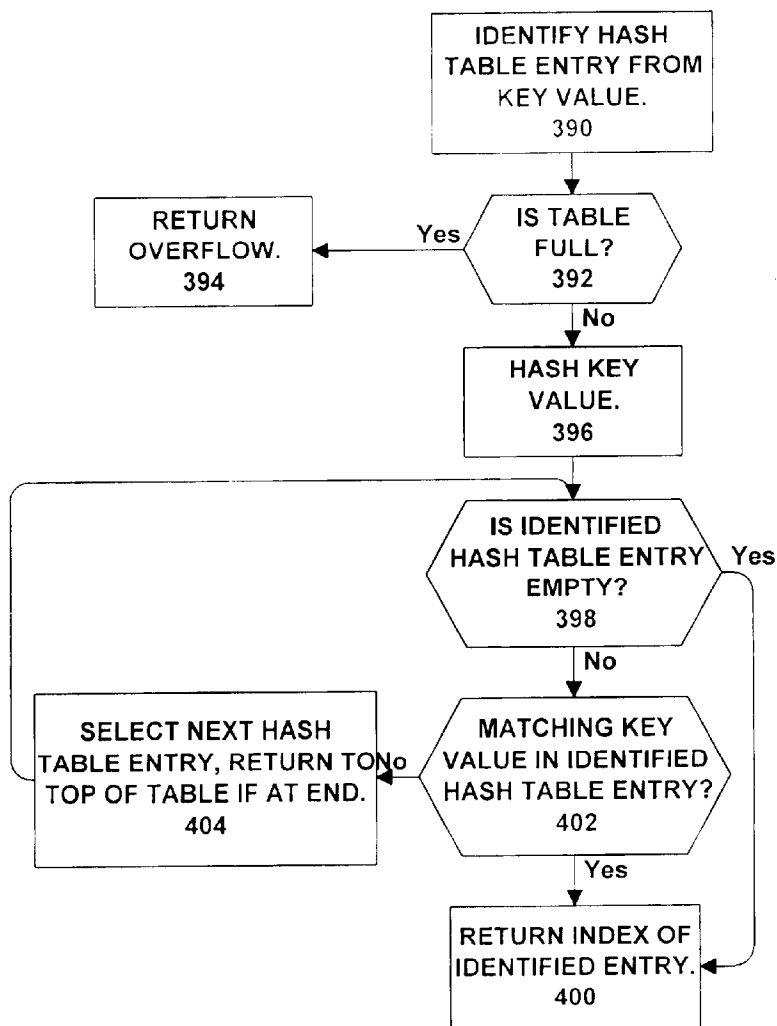 IDENTIFY HASH
TABLE ENTRY FROM
KEY VALUE.
390
IS TABLE
FULL?
392
Yes
RETURN
OVERFLOW.
394
No
HASH KEY
VALUE.
396
IS IDENTIFIED
HASH TABLE ENTRY
EMPTY?
398
Yes
No
MATCHING KEY
VALUE IN IDENTIFIED
HASH TABLE ENTRY?
402
No
SELECT NEXT HASH
TABLE ENTRY, RETURN TO
TOP OF TABLE IF AT END.
404
Yes
RETURN INDEX OF
IDENTIFIED ENTRY.
400